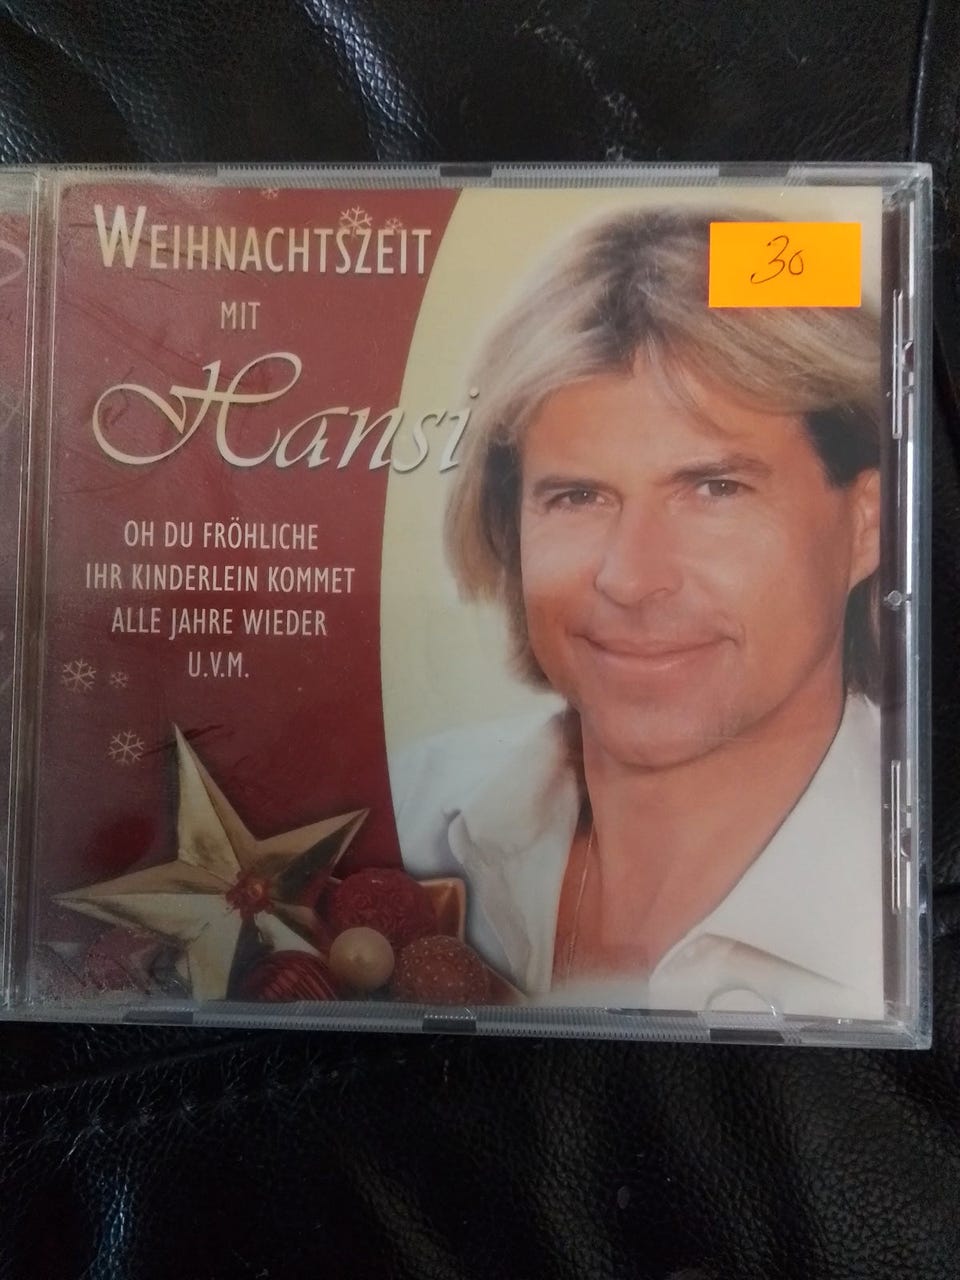 WEIHNACHTSZEIT
MIT
Hansi
OH DU FRÖHLICHE
IHR KINDERLEIN KOMMET
ALLE JAHRE WIEDER
U.V.M.
30